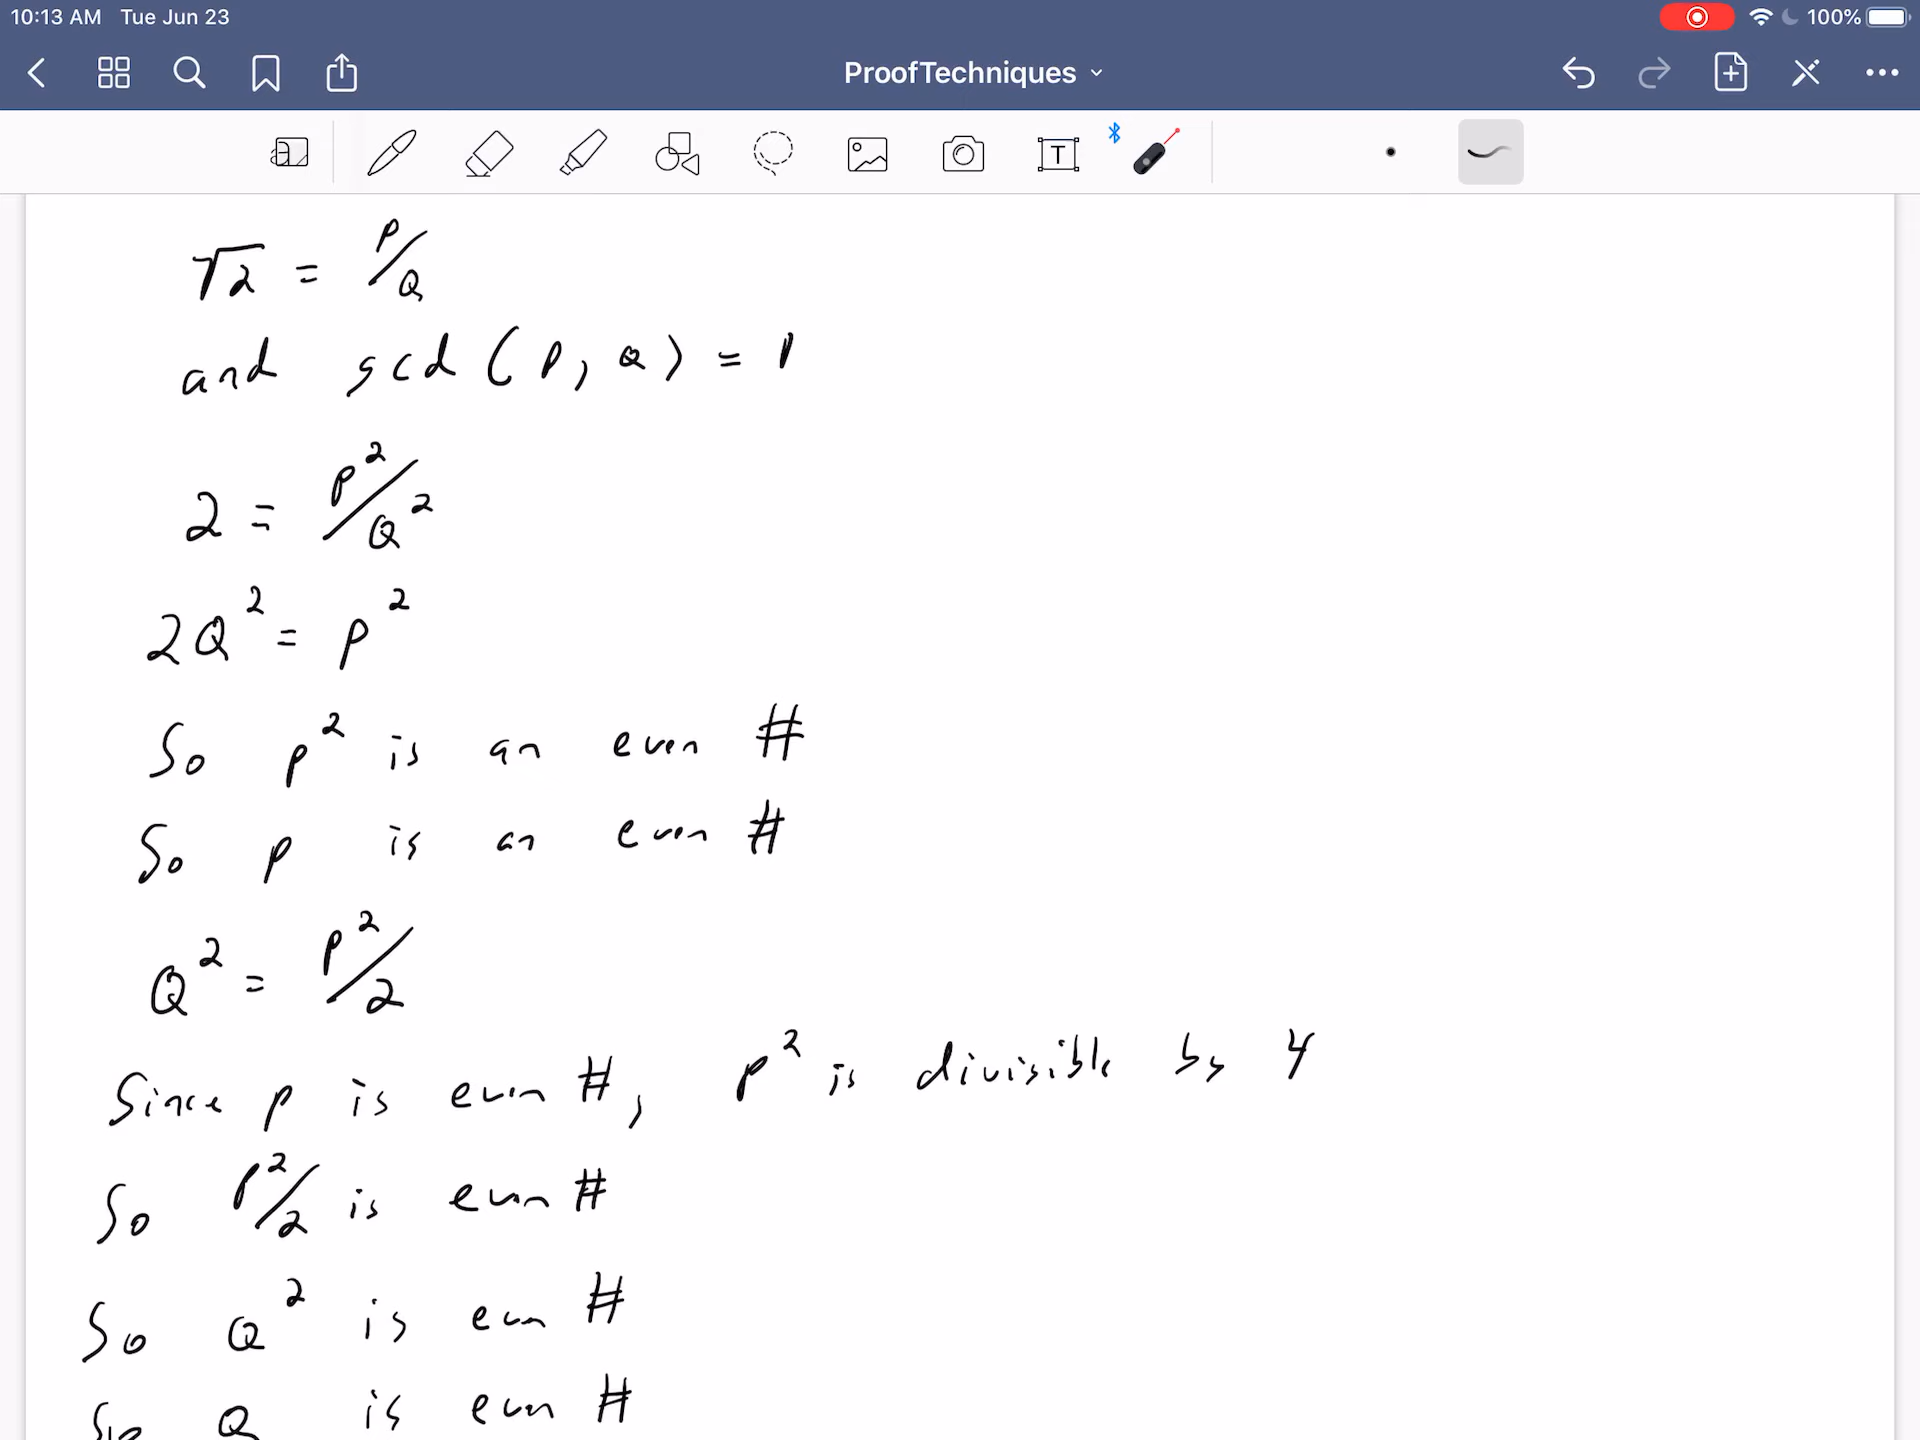 10:13 AM Tue Jun 23
100%
ProofTechniques
T
√2 = P/Q
and gcd (P, Q) = 1
2 = P²/Q²
2Q² = P²
So P² is an even #
So P is an even #
Q² = P²/2
Since P is even #, P² is divisible by 4
So P²/2 is even #
So Q² is even #
So Q is even #